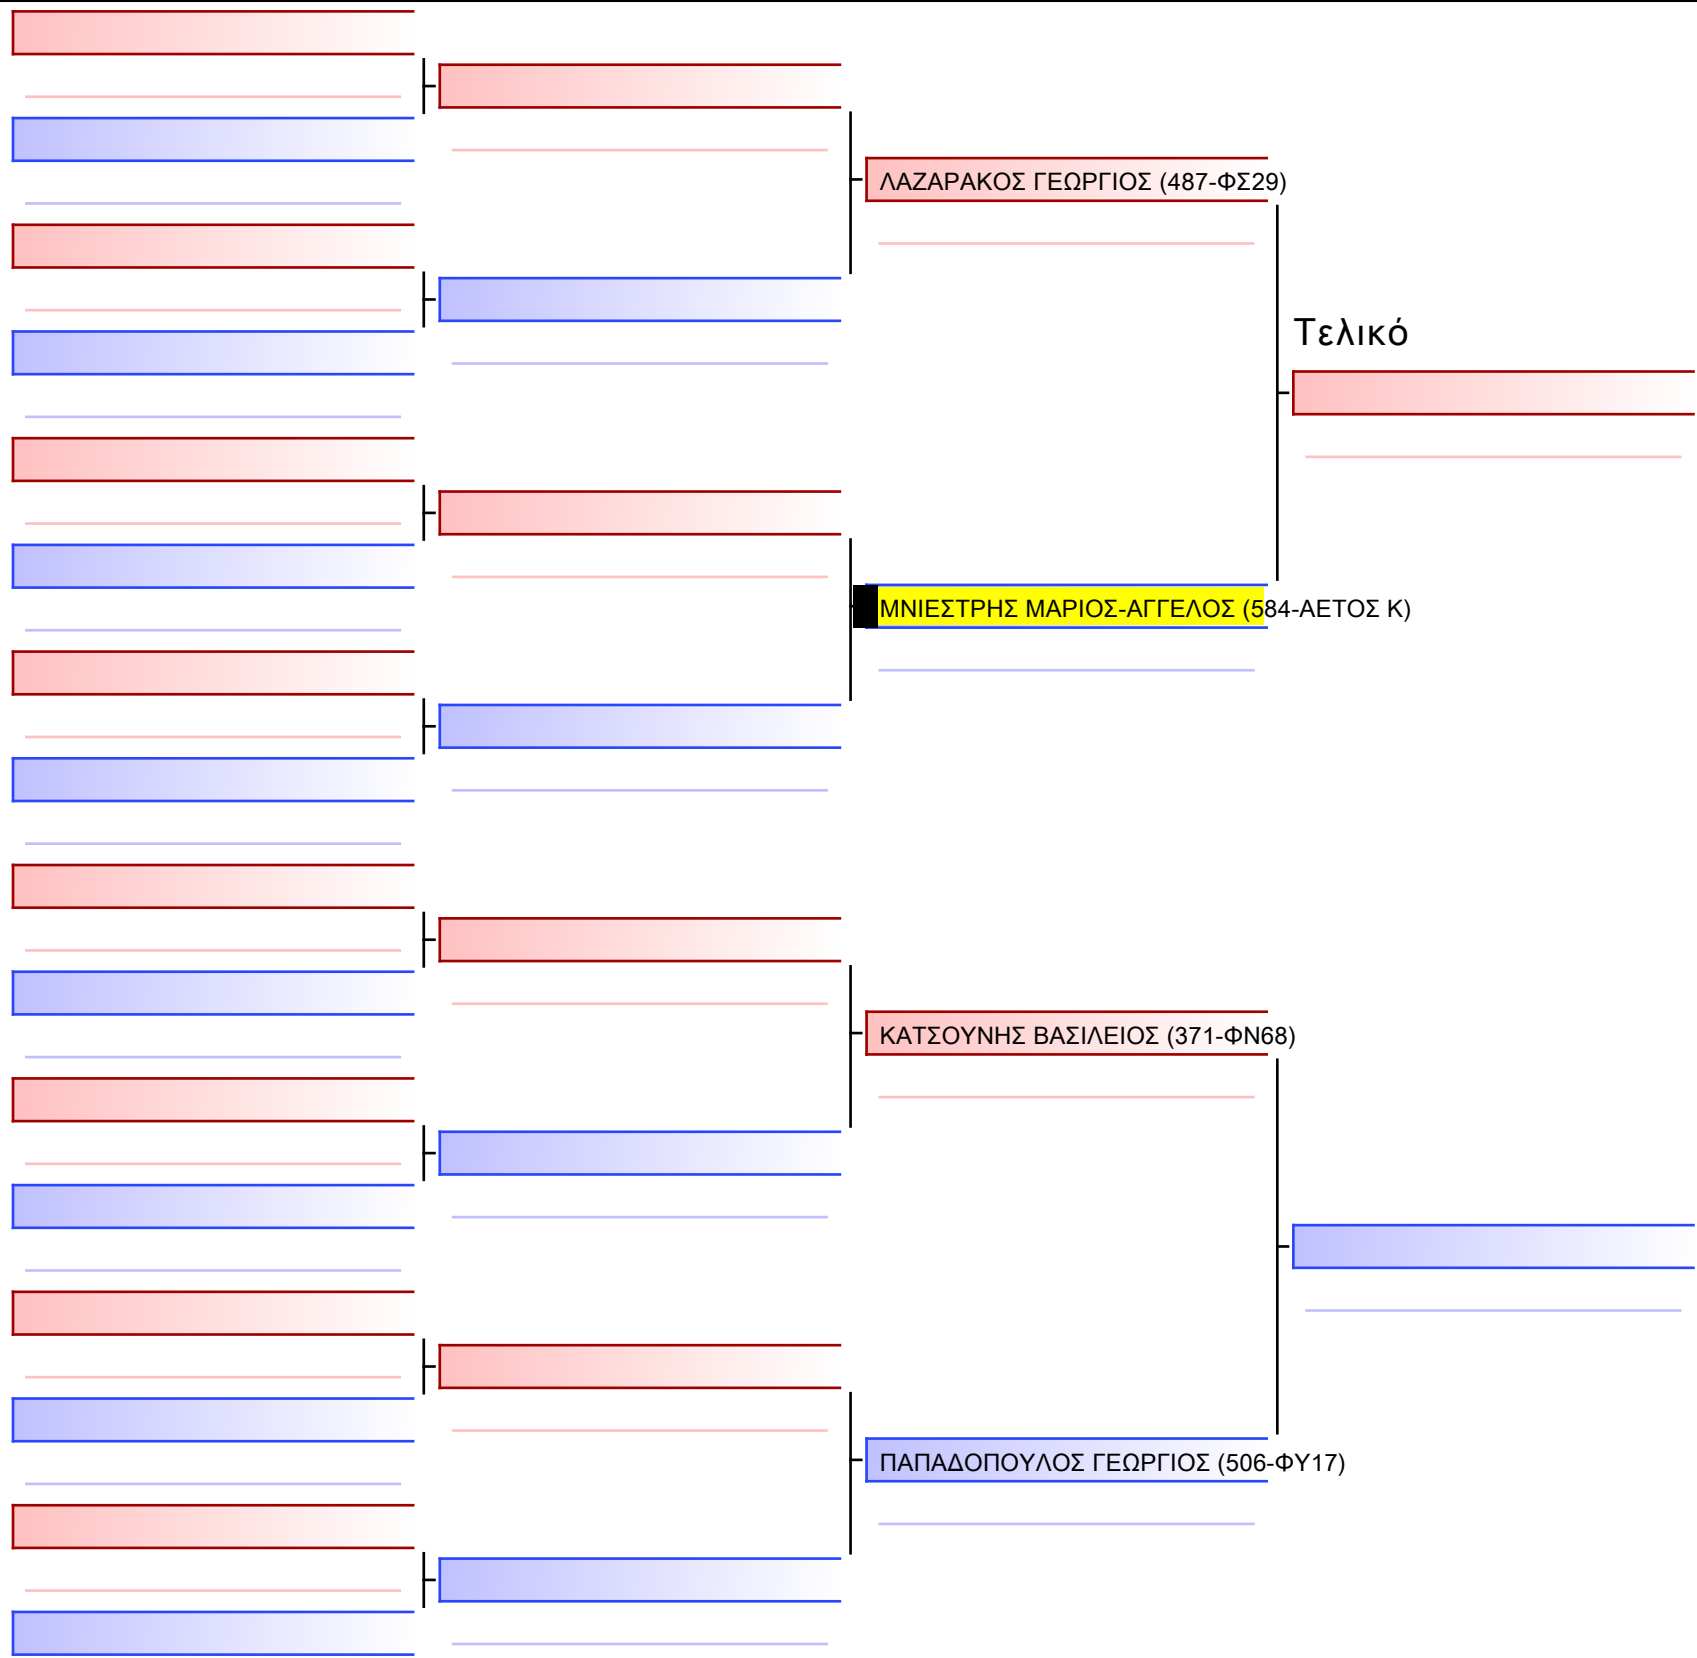 ΛΑΖΑΡΑΚΟΣ ΓΕΩΡΓΙΟΣ (487-ΦΣ29)
Τελικό
ΜΝΙΕΣΤΡΗΣ ΜΑΡΙΟΣ-ΑΓΓΕΛΟΣ (584-ΑΕΤΟΣ Κ)
ΚΑΤΣΟΥΝΗΣ ΒΑΣΙΛΕΙΟΣ (371-ΦΝ68)
ΠΑΠΑΔΟΠΟΥΛΟΣ ΓΕΩΡΓΙΟΣ (506-ΦΥ17)